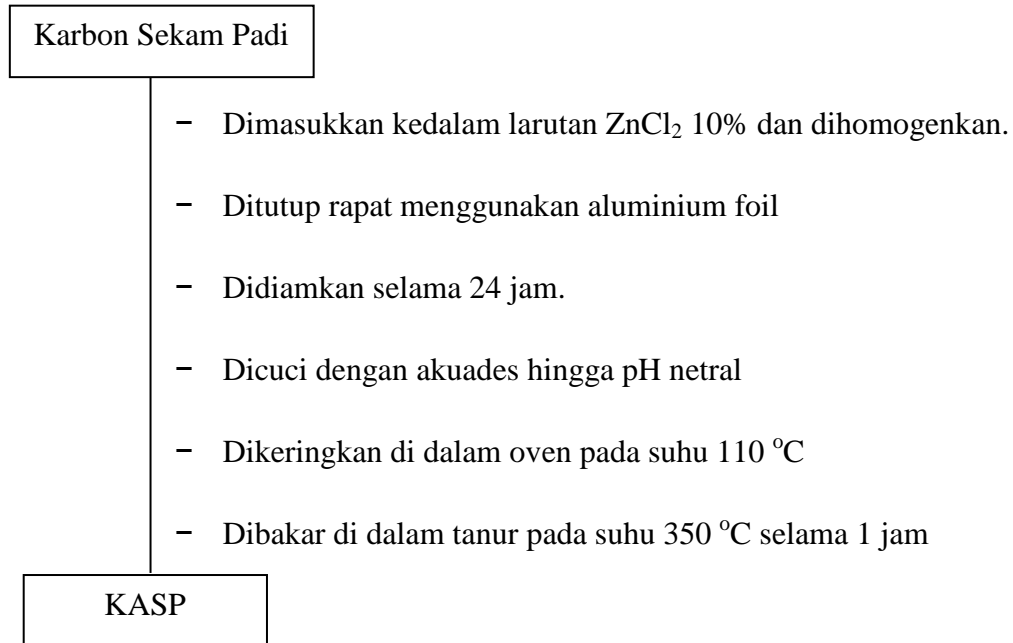 Karbon Sekam Padi
− Dimasukkan kedalam larutan ZnCl₂ 10% dan dihomogenkan.
− Ditutup rapat menggunakan aluminium foil
− Didiamkan selama 24 jam.
− Dicuci dengan akuades hingga pH netral
− Dikeringkan di dalam oven pada suhu 110 °C
− Dibakar di dalam tanur pada suhu 350 °C selama 1 jam
KASP